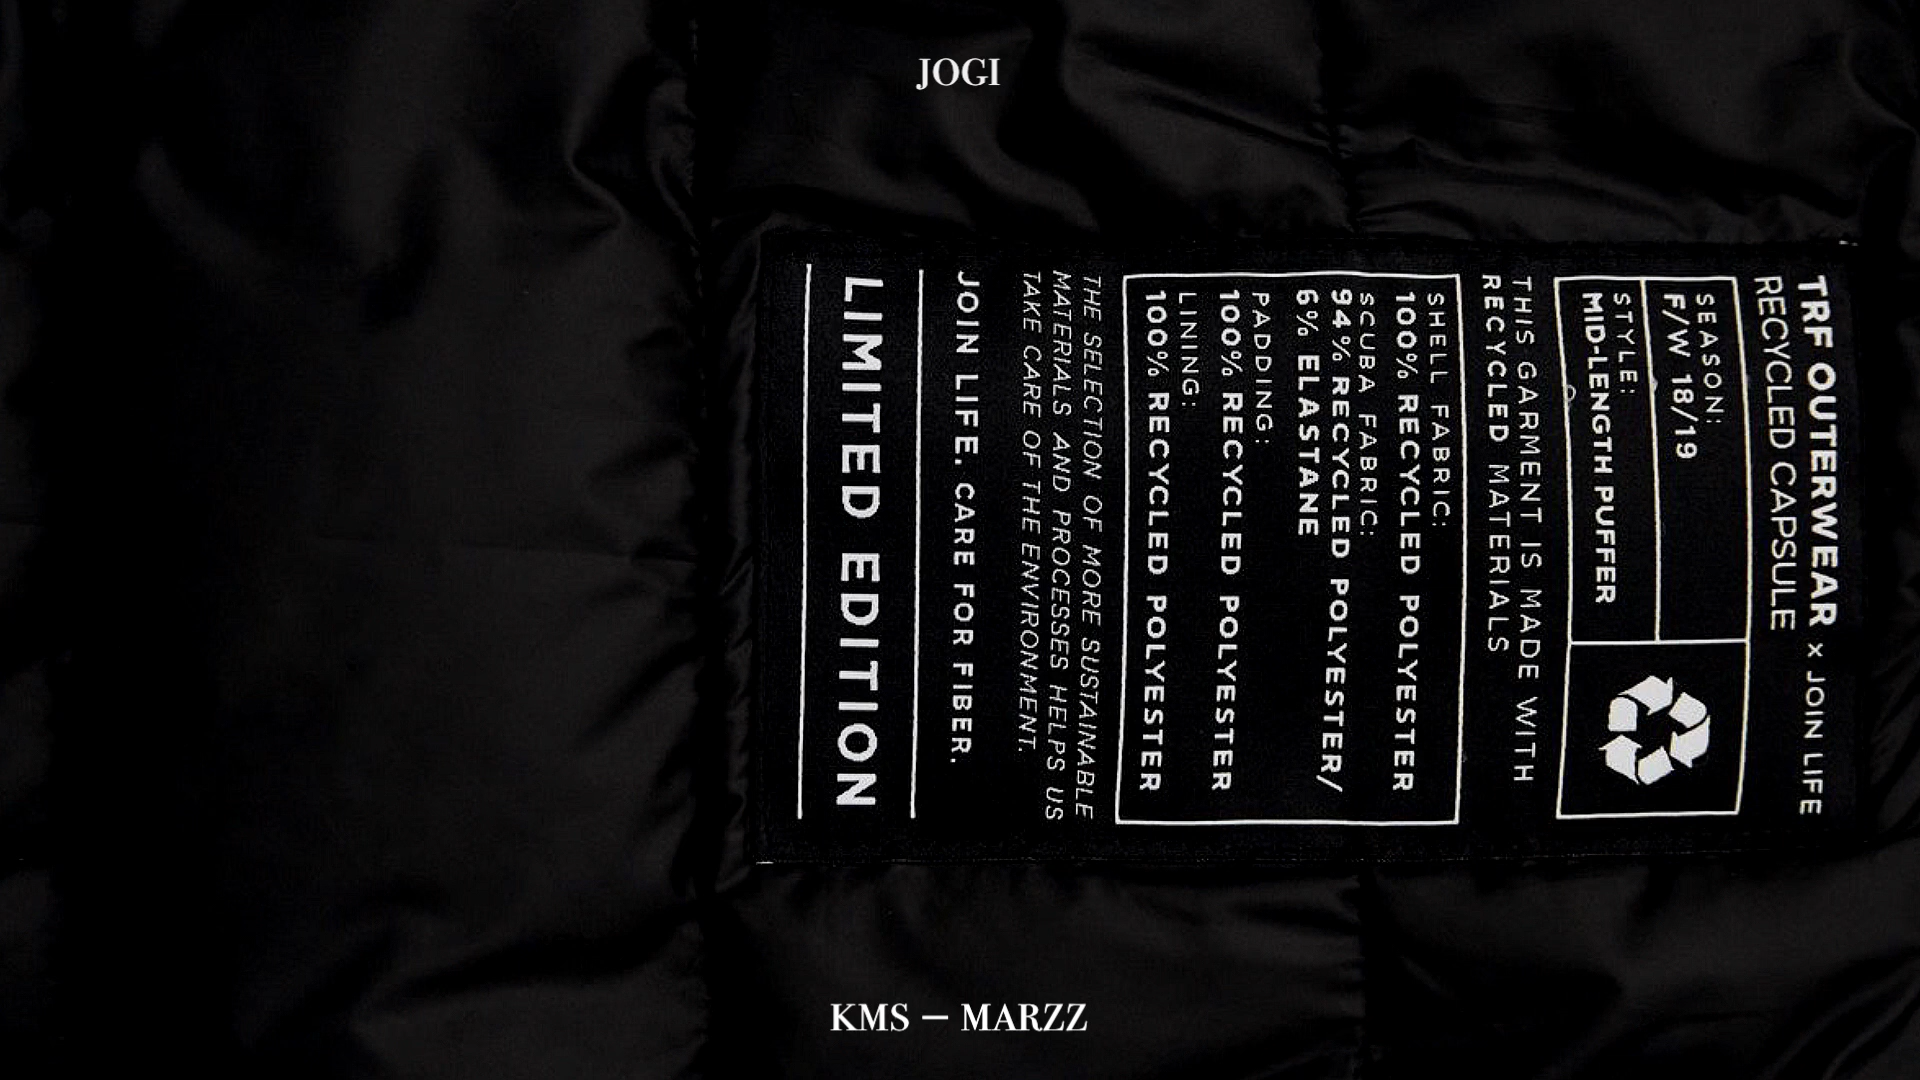 JOGI
TRF OUTERWEAR × JOIN LIFE
RECYCLED CAPSULE
SEASON:
F/W 18/19
STYLE:
MID-LENGTH PUFFER
THIS GARMENT IS MADE WITH
RECYCLED MATERIALS
SHELL FABRIC:
100% RECYCLED POLYESTER
SCUBA FABRIC:
94% RECYCLED POLYESTER/
6% ELASTANE
PADDING:
100% RECYCLED POLYESTER
LINING:
100% RECYCLED POLYESTER
THE SELECTION OF MORE SUSTAINABLE
MATERIALS AND PROCESSES HELPS US
TAKE CARE OF THE ENVIRONMENT.
JOIN LIFE. CARE FOR FIBER.
LIMITED EDITION
KMS — MARZZ